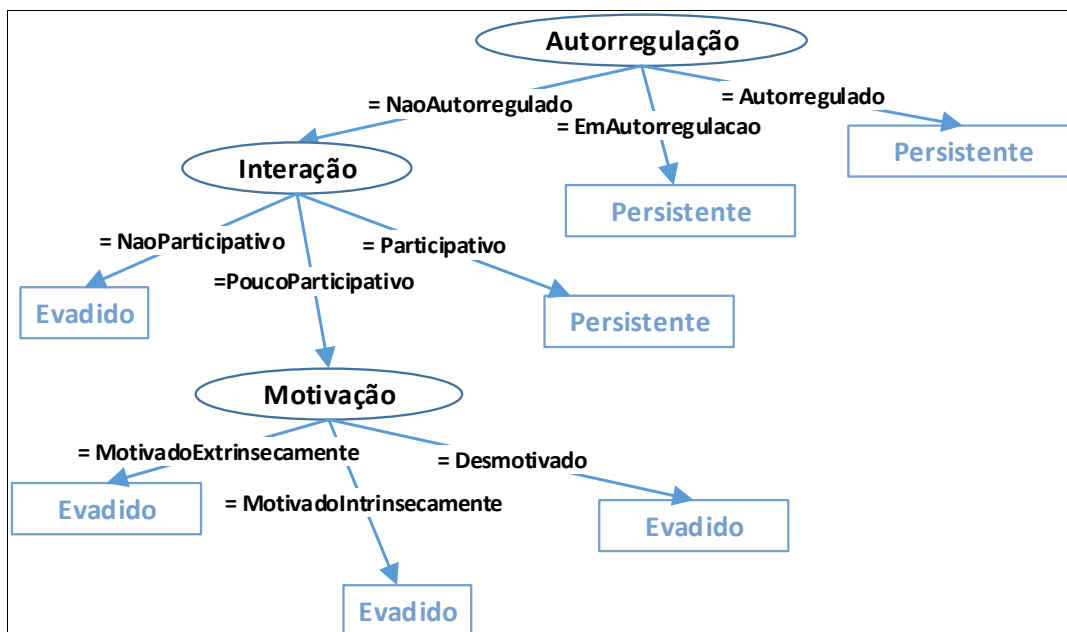 Autorregulação
= NaoAutorregulado
= Autorregulado
= EmAutorregulacao
Persistente
Interação
Persistente
= NaoParticipativo
= Participativo
=PoucoParticipativo
Evadido
Persistente
Motivação
= MotivadoExtrinsecamente
= Desmotivado
= MotivadoIntrinsecamente
Evadido
Evadido
Evadido